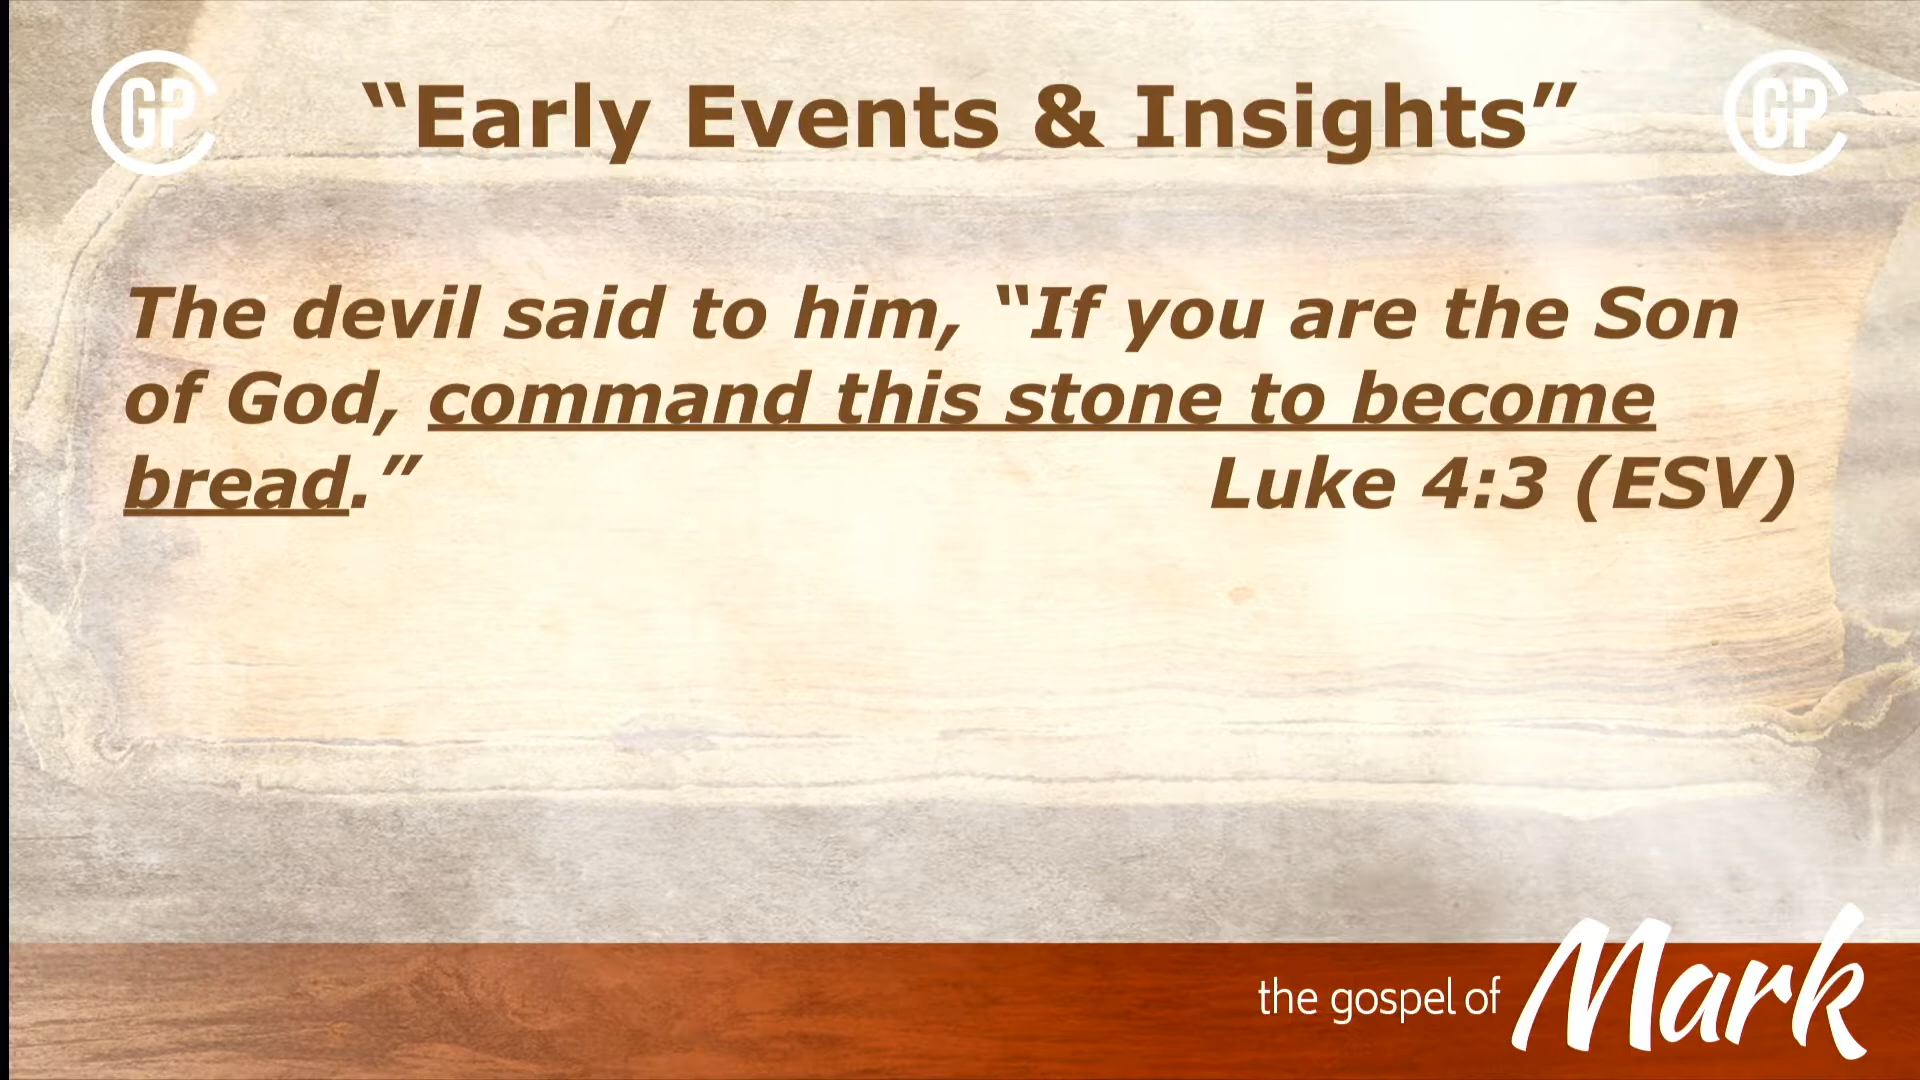 GP
“Early Events & Insights”
GP
The devil said to him, “If you are the Son
of God, command this stone to become
bread.” Luke 4:3 (ESV)
the gospel of Mark